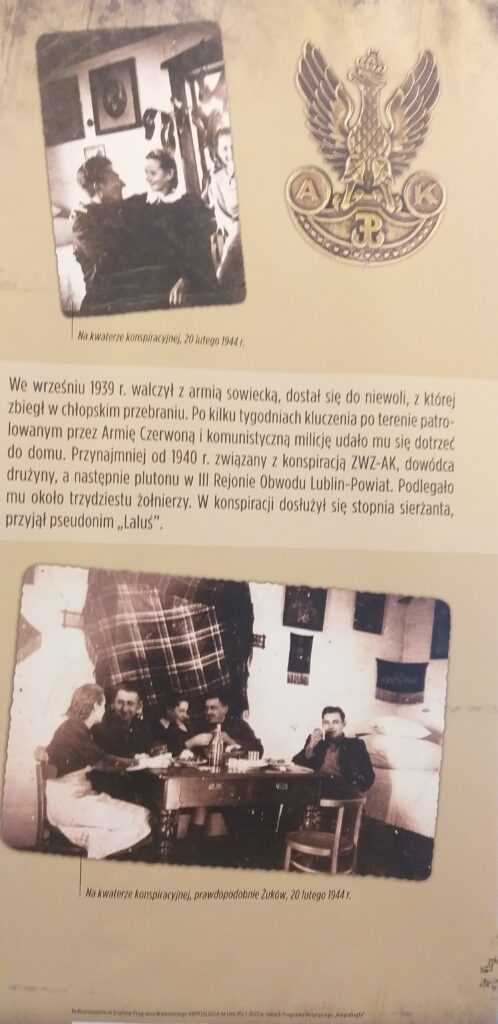 A K
Na kwaterze konspiracyjnej, 20 lutego 1944 r.
We wrześniu 1939 r. walczył z armią sowiecką, dostał się do niewoli, z której
zbiegł w chłopskim przebraniu. Po kilku tygodniach kluczenia po terenie patro-
lowanym przez Armię Czerwoną i komunistyczną milicję udało mu się dotrzeć
do domu. Przynajmniej od 1940 r. związany z konspiracją ZWZ-AK, dowódca
drużyny, a następnie plutonu w III Rejonie Obwodu Lublin-Powiat. Podlegało
mu około trzydziestu żołnierzy. W konspiracji dosłużył się stopnia sierżanta,
przyjął pseudonim „Laluś”.
Na kwaterze konspiracyjnej, prawdopodobnie Żuków, 20 lutego 1944 r.